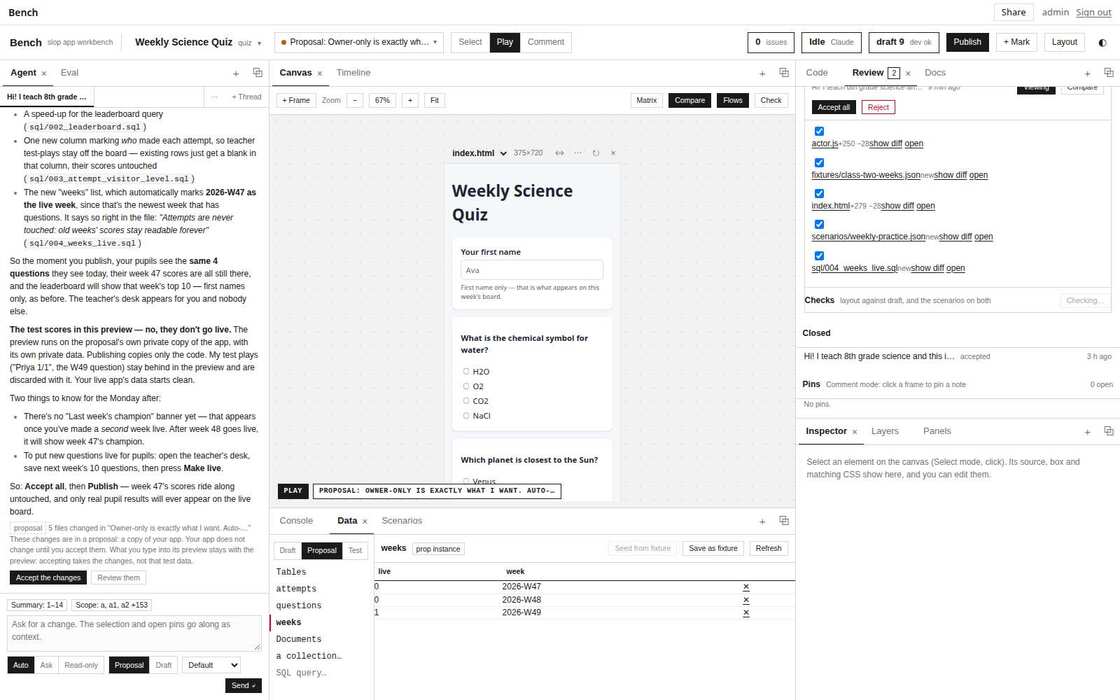 Bench
Share admin Sign out
Bench slop app workbench Weekly Science Quiz quiz ▾
Proposal: Owner-only is exactly wh… ▾
Select Play Comment
0 issues Idle Claude draft 9 dev ok Publish + Mark Layout
Agent × Eval +
Hi! I teach 8th grade … ··· + Thread
A speed-up for the leaderboard query
(sql/002_leaderboard.sql)
One new column marking who made each attempt, so teacher
test-plays stay off the board — existing rows just get a blank in
that column, their scores untouched
(sql/003_attempt_visitor_level.sql)
The new "weeks" list, which automatically marks 2026-W47 as
the live week, since that's the newest week that has
questions. It says so right in the file: "Attempts are never
touched: old weeks' scores stay readable forever"
(sql/004_weeks_live.sql)
So the moment you publish, your pupils see the same 4
questions they see today, their week 47 scores are all still there,
and the leaderboard will show that week's top 10 — first names
only, as before. The teacher's desk appears for you and nobody
else.
The test scores in this preview — no, they don't go live. The
preview runs on the proposal's own private copy of the app, with
its own private data. Publishing copies only the code. My test plays
("Priya 1/1", the W49 question) stay behind in the preview and are
discarded with it. Your live app's data starts clean.
Two things to know for the Monday after:
There's no "Last week's champion" banner yet — that appears
once you've made a second week live. After week 48 goes live,
it will show week 47's champion.
To put new questions live for pupils: open the teacher's desk,
save next week's 10 questions, then press Make live.
So: Accept all, then Publish — week 47's scores ride along
untouched, and only real pupil results will ever appear on the live
board.
proposal 5 files changed in "Owner-only is exactly what I want. Auto-…"
These changes are in a proposal: a copy of your app. Your app does not
change until you accept them. What you type into its preview stays with the
preview: accepting takes the changes, not that test data.
Accept the changes Review them
Summary: 1–14 Scope: a, a1, a2 +153
Ask for a change. The selection and open pins go along as
context.
Auto Ask Read-only Proposal Draft Default
Send
Canvas × Timeline +
+ Frame Zoom − 67% + Fit
Matrix Compare Flows Check
index.html 375×720 ··· ×
Weekly Science
Quiz
Your first name
Ava
First name only — that is what appears on this
week's board.
What is the chemical symbol for
water?
H2O
O2
CO2
NaCl
Which planet is closest to the Sun?
Venus
PLAY PROPOSAL: OWNER-ONLY IS EXACTLY WHAT I WANT. AUTO-…
Console Data × Scenarios +
Draft Proposal Test
Tables
attempts
questions
weeks
Documents
a collection…
SQL query…
weeks prop instance Seed from fixture Save as fixture Refresh
live week
0 2026-W47 ✕
0 2026-W48 ✕
1 2026-W49 ✕
Code Review 2 × Docs +
Hi! I teach 8th grade science an… 9 min ago Viewing Compare
Accept all Reject
actor.js+250 −28show diff open
fixtures/class-two-weeks.jsonnewshow diff open
index.html+279 −28show diff open
scenarios/weekly-practice.jsonnewshow diff open
sql/004_weeks_live.sqlnewshow diff open
Checks layout against draft, and the scenarios on both Checking…
Closed
Hi! I teach 8th grade science and this i… accepted 3 h ago
Pins Comment mode: click a frame to pin a note 0 open
No pins.
Inspector × Layers Panels +
Select an element on the canvas (Select mode, click). Its source, box and
matching CSS show here, and you can edit them.